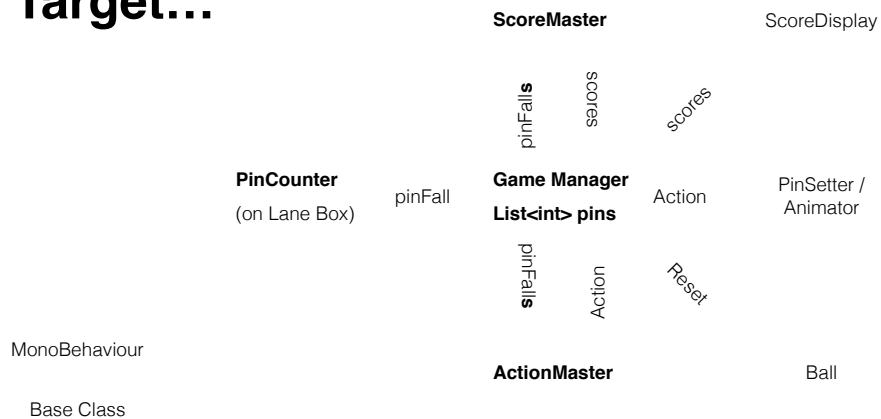 Target…
ScoreMaster
ScoreDisplay
pinFalls
scores
scores
PinCounter
(on Lane Box)
pinFall
Game Manager
List<int> pins
Action
PinSetter /
Animator
pinFalls
Action
Reset
MonoBehaviour
ActionMaster
Ball
Base Class